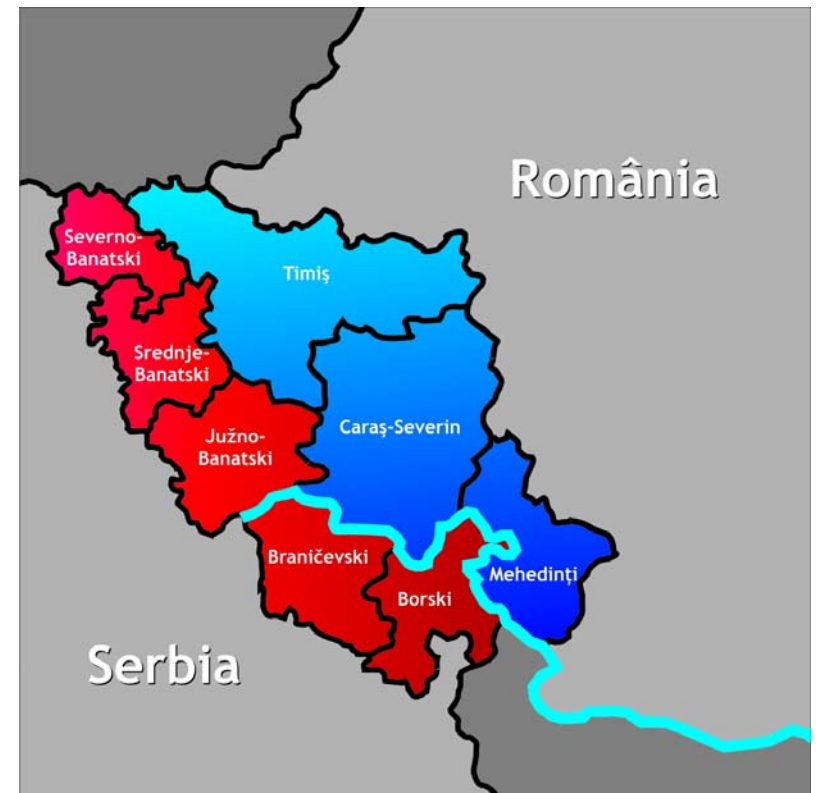 România
Severno-
Banatski
Timiş
Srednje-
Banatski
Caraş-Severin
Južno-
Banatski
Braničevski
Mehedinţi
Borski
Serbia